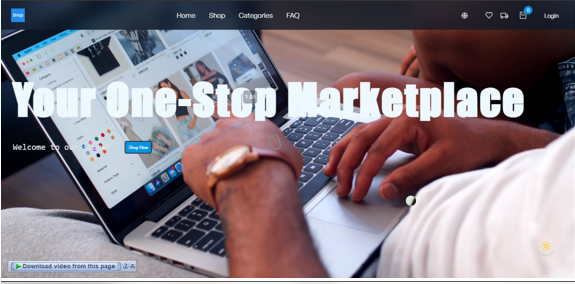 Shop
Home Shop Categories FAQ
0
Login
Your One-Stop Marketplace
Welcome to ou
Shop Now
Download video from this page ? X